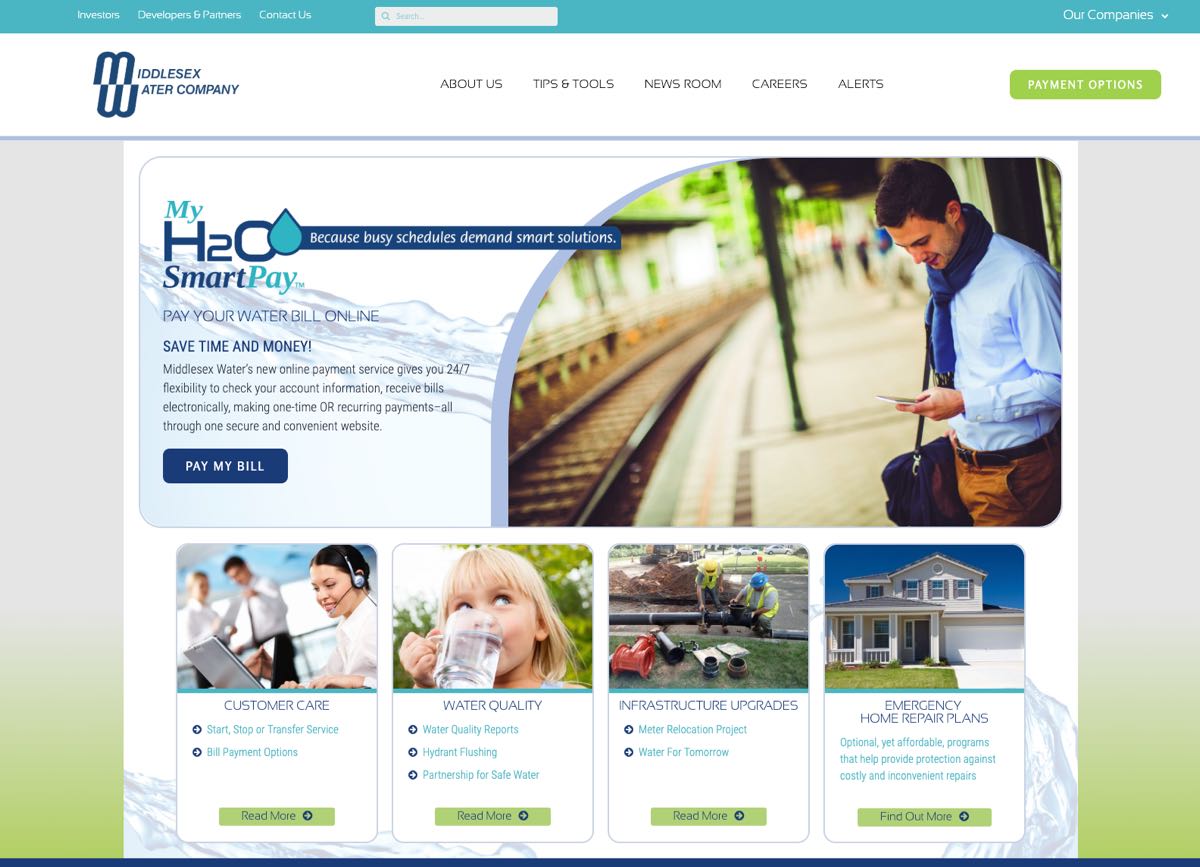 Investors
Developers & Partners
Contact Us
Search...
Our Companies
IDDLESEX
ATER COMPANY
ABOUT US
TIPS & TOOLS
NEWS ROOM
CAREERS
ALERTS
PAYMENT OPTIONS
My
H2O
Because busy schedules demand smart solutions.
SmartPay™
PAY YOUR WATER BILL ONLINE
SAVE TIME AND MONEY!
Middlesex Water's new online payment service gives you 24/7
flexibility to check your account information, receive bills
electronically, making one-time OR recurring payments–all
through one secure and convenient website.
PAY MY BILL
CUSTOMER CARE
Start, Stop or Transfer Service
Bill Payment Options
Read More
WATER QUALITY
Water Quality Reports
Hydrant Flushing
Partnership for Safe Water
Read More
INFRASTRUCTURE UPGRADES
Meter Relocation Project
Water For Tomorrow
Read More
EMERGENCY
HOME REPAIR PLANS
Optional, yet affordable, programs
that help provide protection against
costly and inconvenient repairs
Find Out More